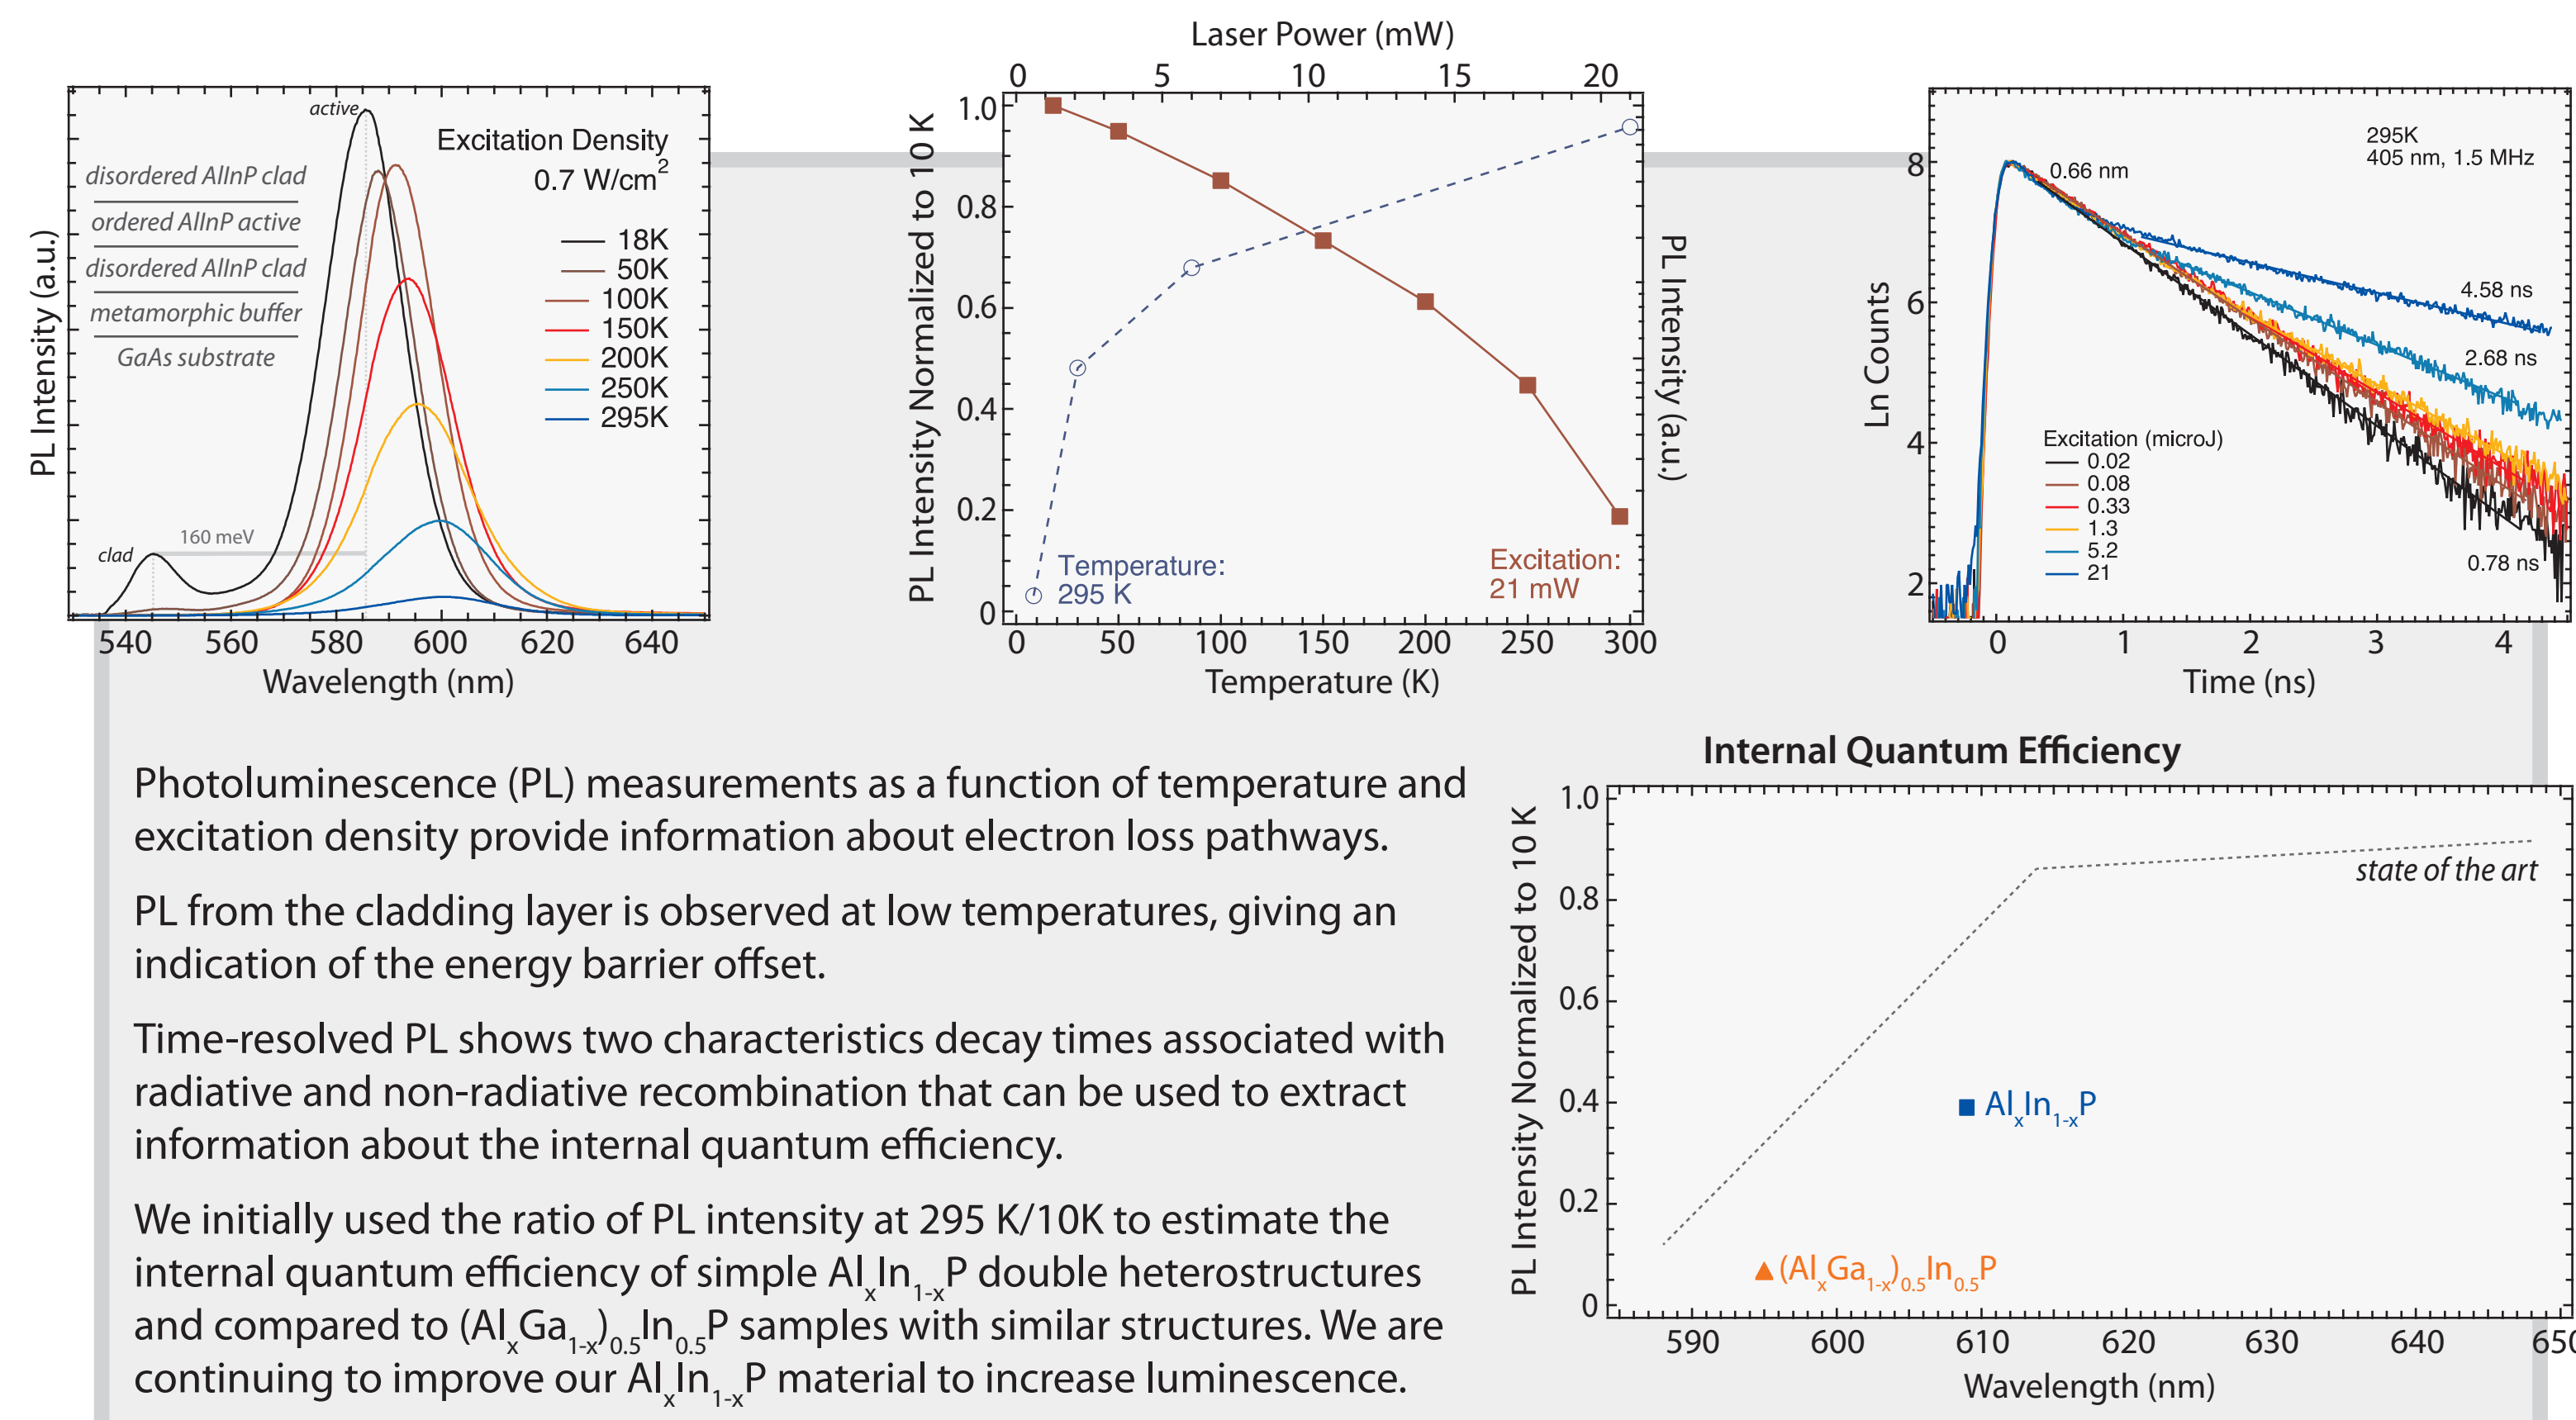 PL Intensity (a.u.)
active
Excitation Density
0.7 W/cm2
disordered AlInP clad
ordered AlInP active
disordered AlInP clad
metamorphic buffer
GaAs substrate
18K
50K
100K
150K
200K
250K
295K
160 meV
clad
540 560 580 600 620 640
Wavelength (nm)
Laser Power (mW)
0 5 10 15 20
PL Intensity Normalized to 10 K
1.0
0.8
0.6
0.4
0.2
0
Temperature:
295 K
Excitation:
21 mW
PL Intensity (a.u.)
0 50 100 150 200 250 300
Temperature (K)
Ln Counts
8
6
4
2
295K
405 nm, 1.5 MHz
0.66 nm
4.58 ns
2.68 ns
0.78 ns
Excitation (microJ)
0.02
0.08
0.33
1.3
5.2
21
0 1 2 3 4
Time (ns)
Photoluminescence (PL) measurements as a function of temperature and
excitation density provide information about electron loss pathways.
PL from the cladding layer is observed at low temperatures, giving an
indication of the energy barrier offset.
Time-resolved PL shows two characteristics decay times associated with
radiative and non-radiative recombination that can be used to extract
information about the internal quantum efficiency.
We initially used the ratio of PL intensity at 295 K/10K to estimate the
internal quantum efficiency of simple AlxIn1-xP double heterostructures
and compared to (AlxGa1-x)0.5In0.5P samples with similar structures. We are
continuing to improve our AlxIn1-xP material to increase luminescence.
Internal Quantum Efficiency
PL Intensity Normalized to 10 K
1.0
0.8
0.6
0.4
0.2
0
state of the art
AlxIn1-xP
(AlxGa1-x)0.5In0.5P
590 600 610 620 630 640 650
Wavelength (nm)